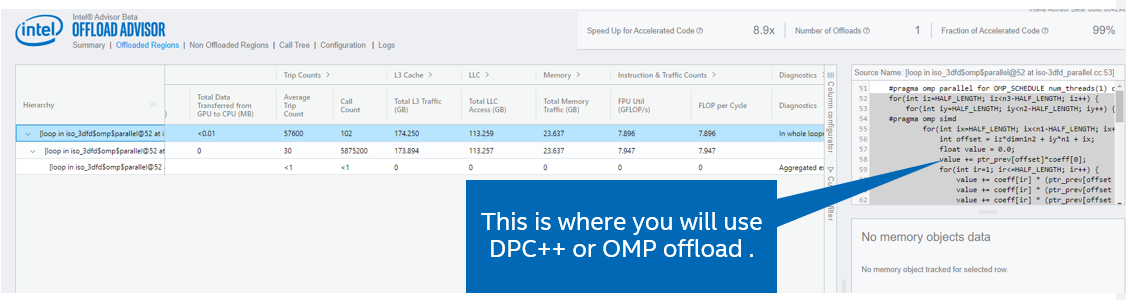 Intel® Advisor Beta
intel OFFLOAD ADVISOR
Summary | Offloaded Regions | Non Offloaded Regions | Call Tree | Configuration | Logs
Speed Up for Accelerated Code 8.9x Number of Offloads 1 Fraction of Accelerated Code 99%
Trip Counts > L3 Cache > LLC > Memory > Instruction & Traffic Counts > Diagnostics >
Hierarchy Total Data Transferred from GPU to CPU (MB) Average Trip Count Call Count Total L3 Traffic (GB) Total LLC Access (GB) Total Memory Traffic (GB) FPU Util (GFLOP/s) FLOP per Cycle Diagnostics
[loop in iso_3dfd$omp$parallel@52 at i <0.01 57600 102 174.250 113.259 23.637 7.896 7.896 In whole loops
[loop in iso_3dfd$omp$parallel@52 at 0 30 5875200 173.894 113.257 23.637 7.947 7.947
[loop in iso_3dfd$omp$parallel@52 <1 <1 0 0 0 0 0 Aggregated ex
Column configurator
filter
Source Name: [loop in iso_3dfd$omp$parallel@52 at iso-3dfd_parallel.cc:53]
51 #pragma omp parallel for OMP_SCHEDULE num_threads(1) c
52 for(int iz=HALF_LENGTH; iz<n3-HALF_LENGTH; iz++) {
53 for(int iy=HALF_LENGTH; iy<n2-HALF_LENGTH; iy++) {
54 #pragma omp simd
55 for(int ix=HALF_LENGTH; ix<n1-HALF_LENGTH; ix+
56 int offset = iz*dimn1n2 + iy*n1 + ix;
57 float value = 0.0;
58 value += ptr_prev[offset]*coeff[0];
59 for(int ir=1; ir<=HALF_LENGTH; ir++) {
60 value += coeff[ir] * (ptr_prev[offset
61 value += coeff[ir] * (ptr_prev[offset
62 value += coeff[ir] * (ptr_prev[offset
This is where you will use
DPC++ or OMP offload .
No memory objects data
No memory object tracked for selected row.